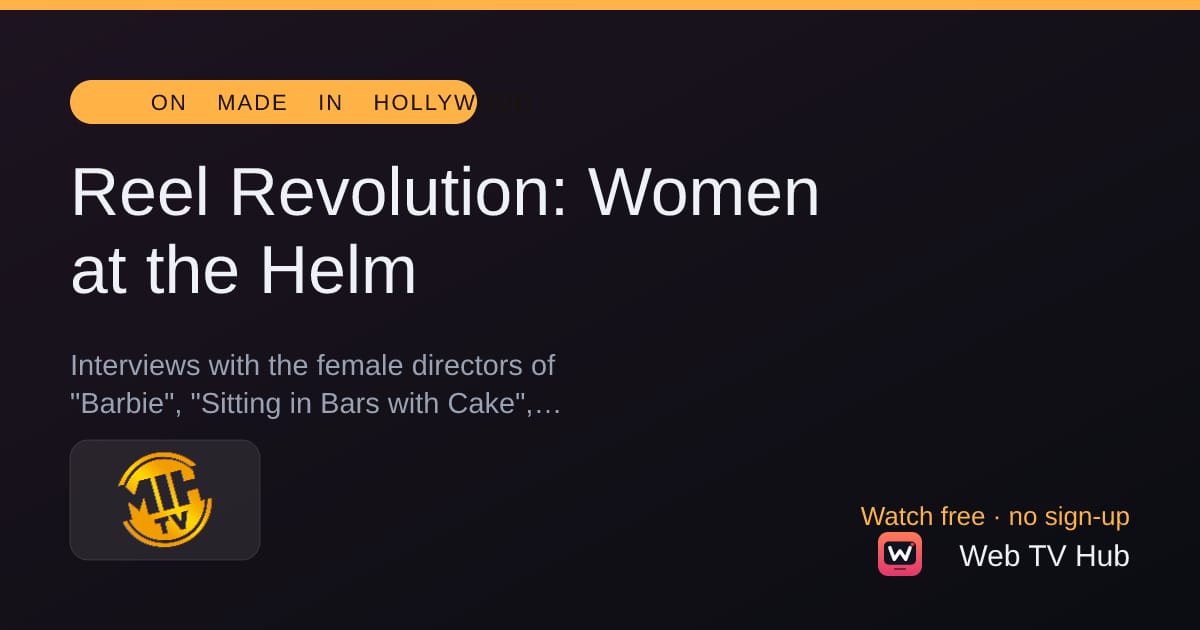 ON MADE IN HOLLYW
Reel Revolution: Women
at the Helm
Interviews with the female directors of
"Barbie", "Sitting in Bars with Cake",…
MIH
TV
Watch free · no sign-up
W
Web TV Hub